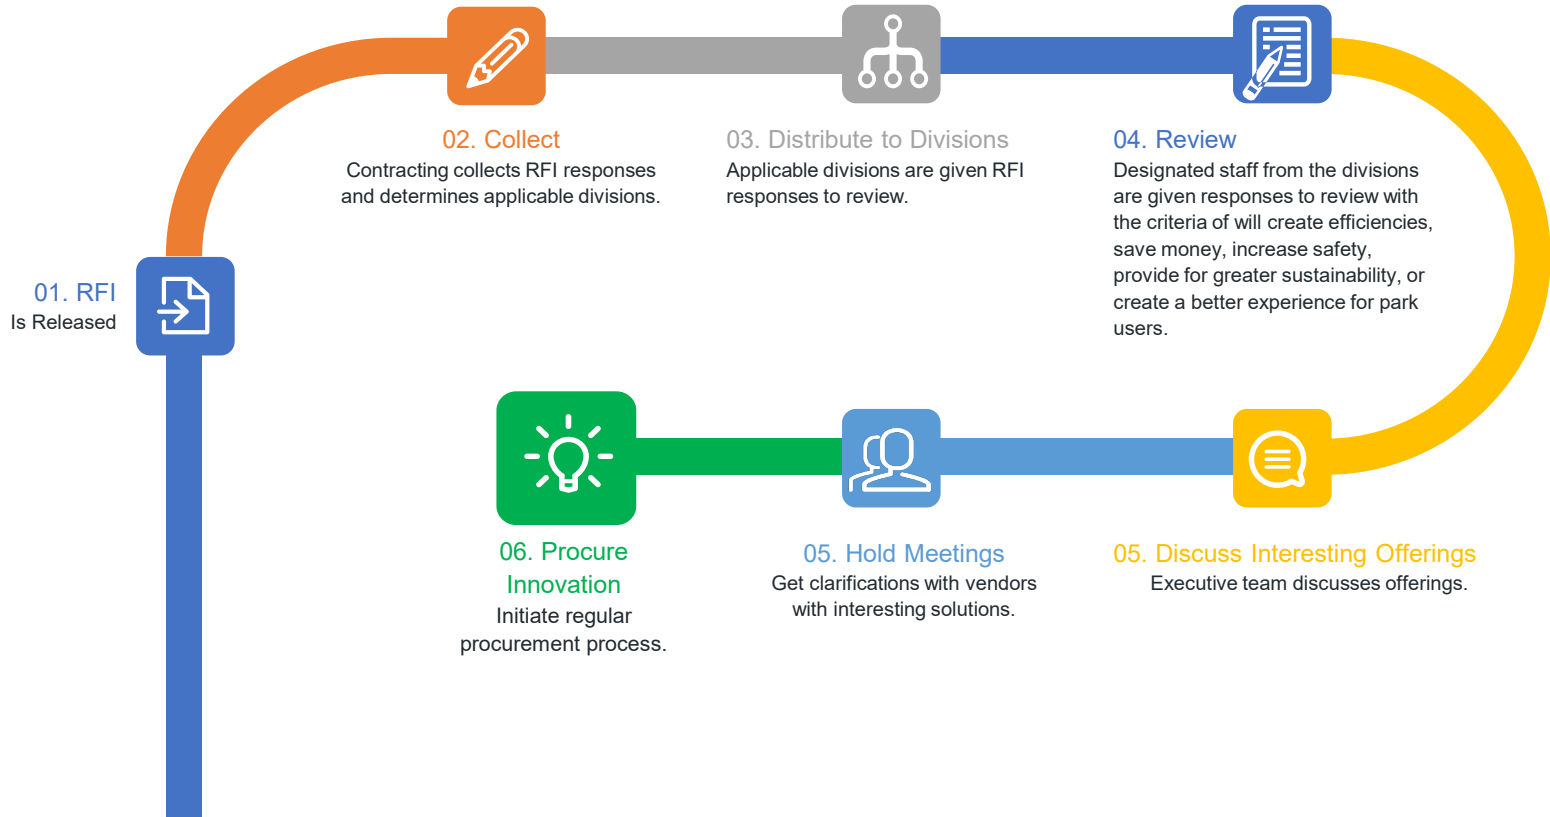 01. RFI
Is Released
02. Collect
Contracting collects RFI responses
and determines applicable divisions.
03. Distribute to Divisions
Applicable divisions are given RFI
responses to review.
04. Review
Designated staff from the divisions
are given responses to review with
the criteria of will create efficiencies,
save money, increase safety,
provide for greater sustainability, or
create a better experience for park
users.
05. Discuss Interesting Offerings
Executive team discusses offerings.
05. Hold Meetings
Get clarifications with vendors
with interesting solutions.
06. Procure
Innovation
Initiate regular
procurement process.